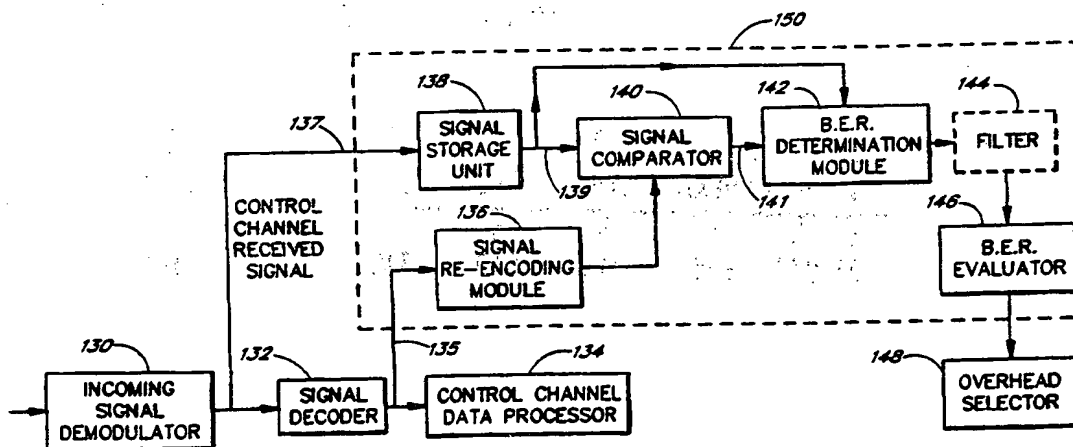 150
138
SIGNAL
STORAGE
UNIT
137
139
140
SIGNAL
COMPARATOR
141
142
B.E.R.
DETERMINATION
MODULE
144
FILTER
CONTROL
CHANNEL
RECEIVED
SIGNAL
136
SIGNAL
RE-ENCODING
MODULE
146
B.E.R.
EVALUATOR
130
INCOMING
SIGNAL
DEMODULATOR
132
SIGNAL
DECODER
135
134
CONTROL CHANNEL
DATA PROCESSOR
148
OVERHEAD
SELECTOR